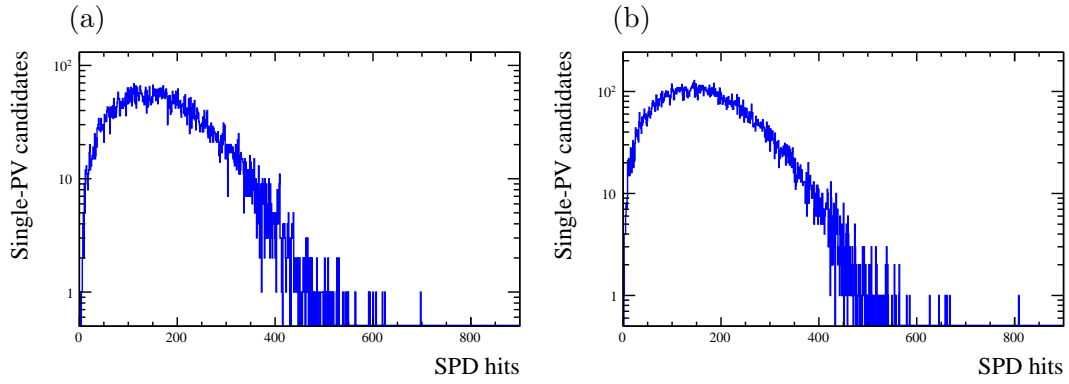 (a) (b)
Single-PV candidates
10²
10
1
0 200 400 600 800
SPD hits
Single-PV candidates
10²
10
1
0 200 400 600 800
SPD hits